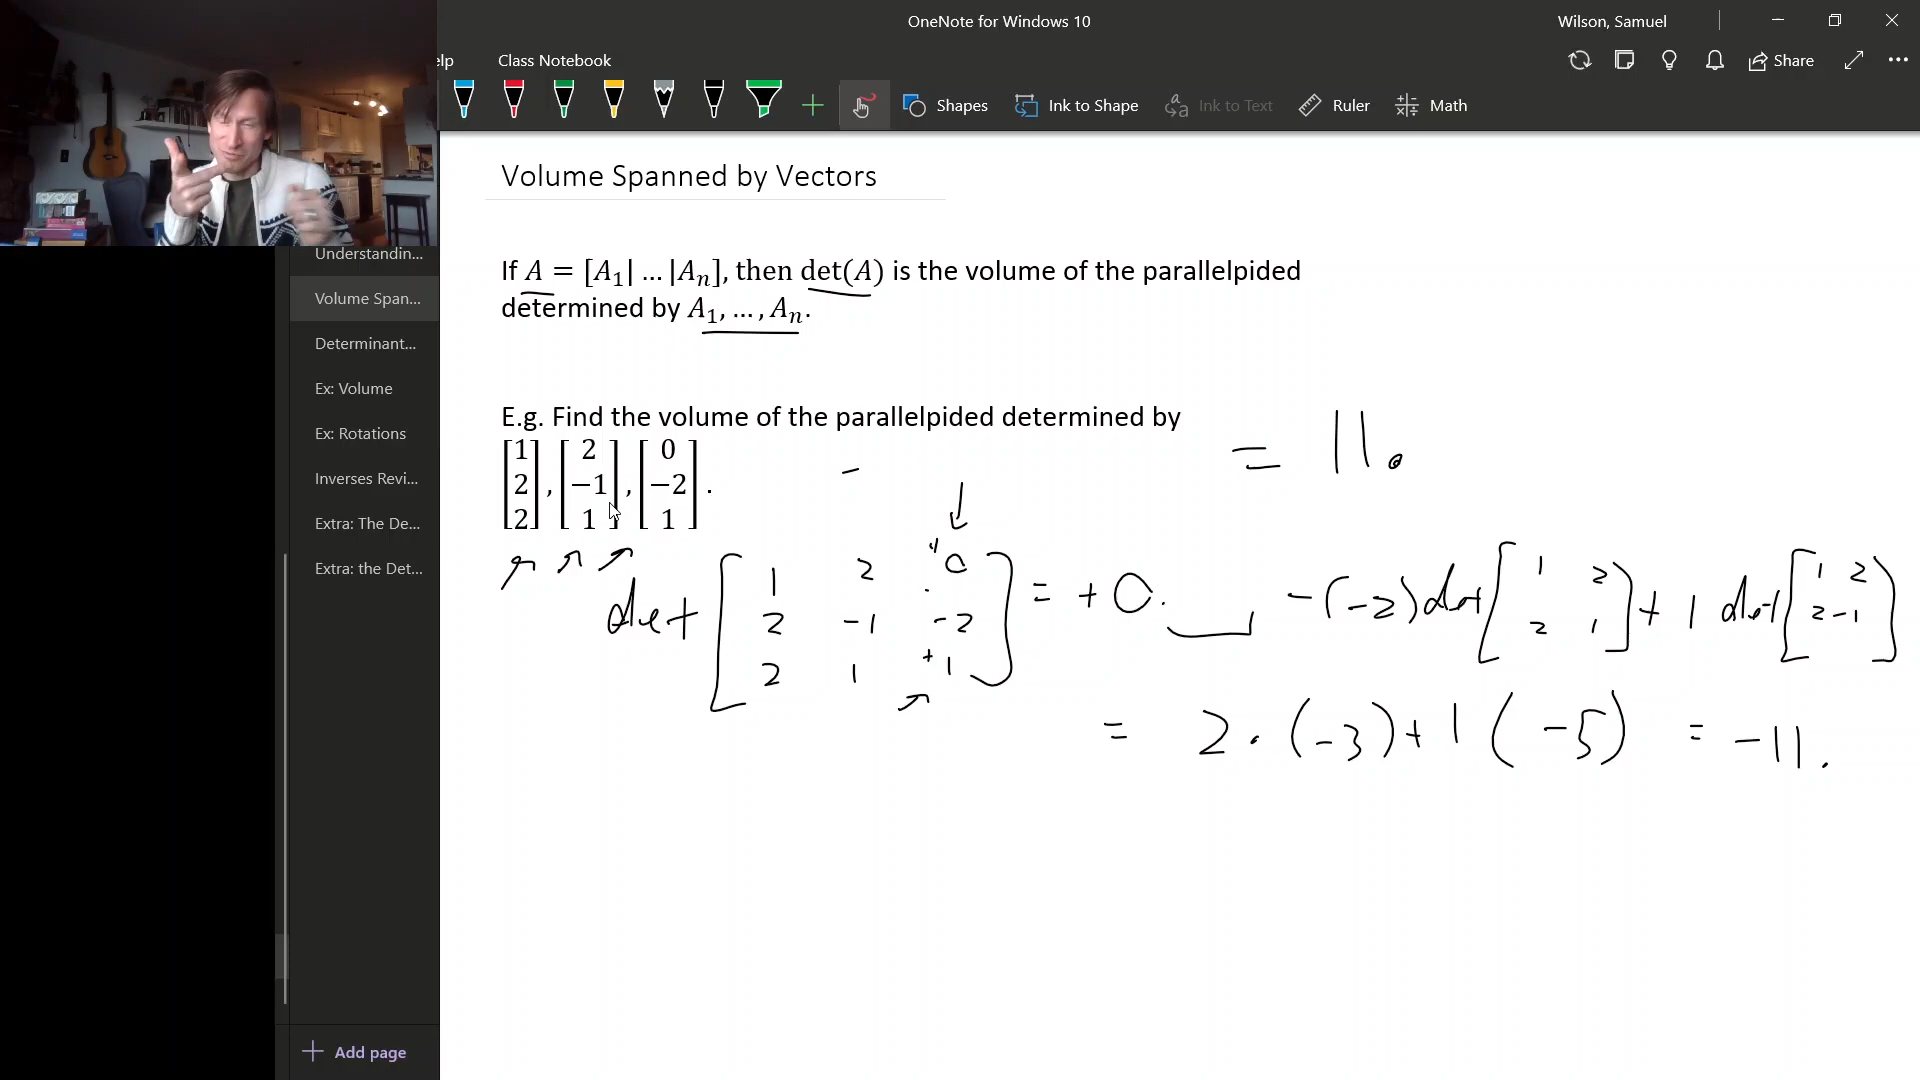 OneNote for Windows 10
Wilson, Samuel
elp
Class Notebook
Share
Shapes
Ink to Shape
Ink to Text
Ruler
Math
Understandin...
Volume Span...
Determinant...
Ex: Volume
Ex: Rotations
Inverses Revi...
Extra: The De...
Extra: the Det...
Add page
Volume Spanned by Vectors
If A = [A₁| ... |Aₙ], then det(A) is the volume of the parallelpided
determined by A₁, ... , Aₙ.
E.g. Find the volume of the parallelpided determined by
[1 2 2], [2 −1 1], [0 −2 1] .
= 11.
det [1 2 0 2 -1 -2 2 1 +1] = + 0. - (-2) det [1 2 2 1] + 1 det [1 2 2 -1]
= 2 · (-3) + 1 (-5) = -11.